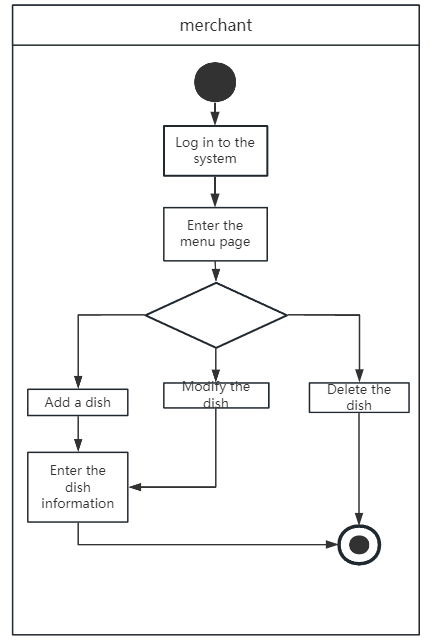 merchant
Log in to the
system
Enter the
menu page
Add a dish
Modify the
dish
Delete the
dish
Enter the
dish
information